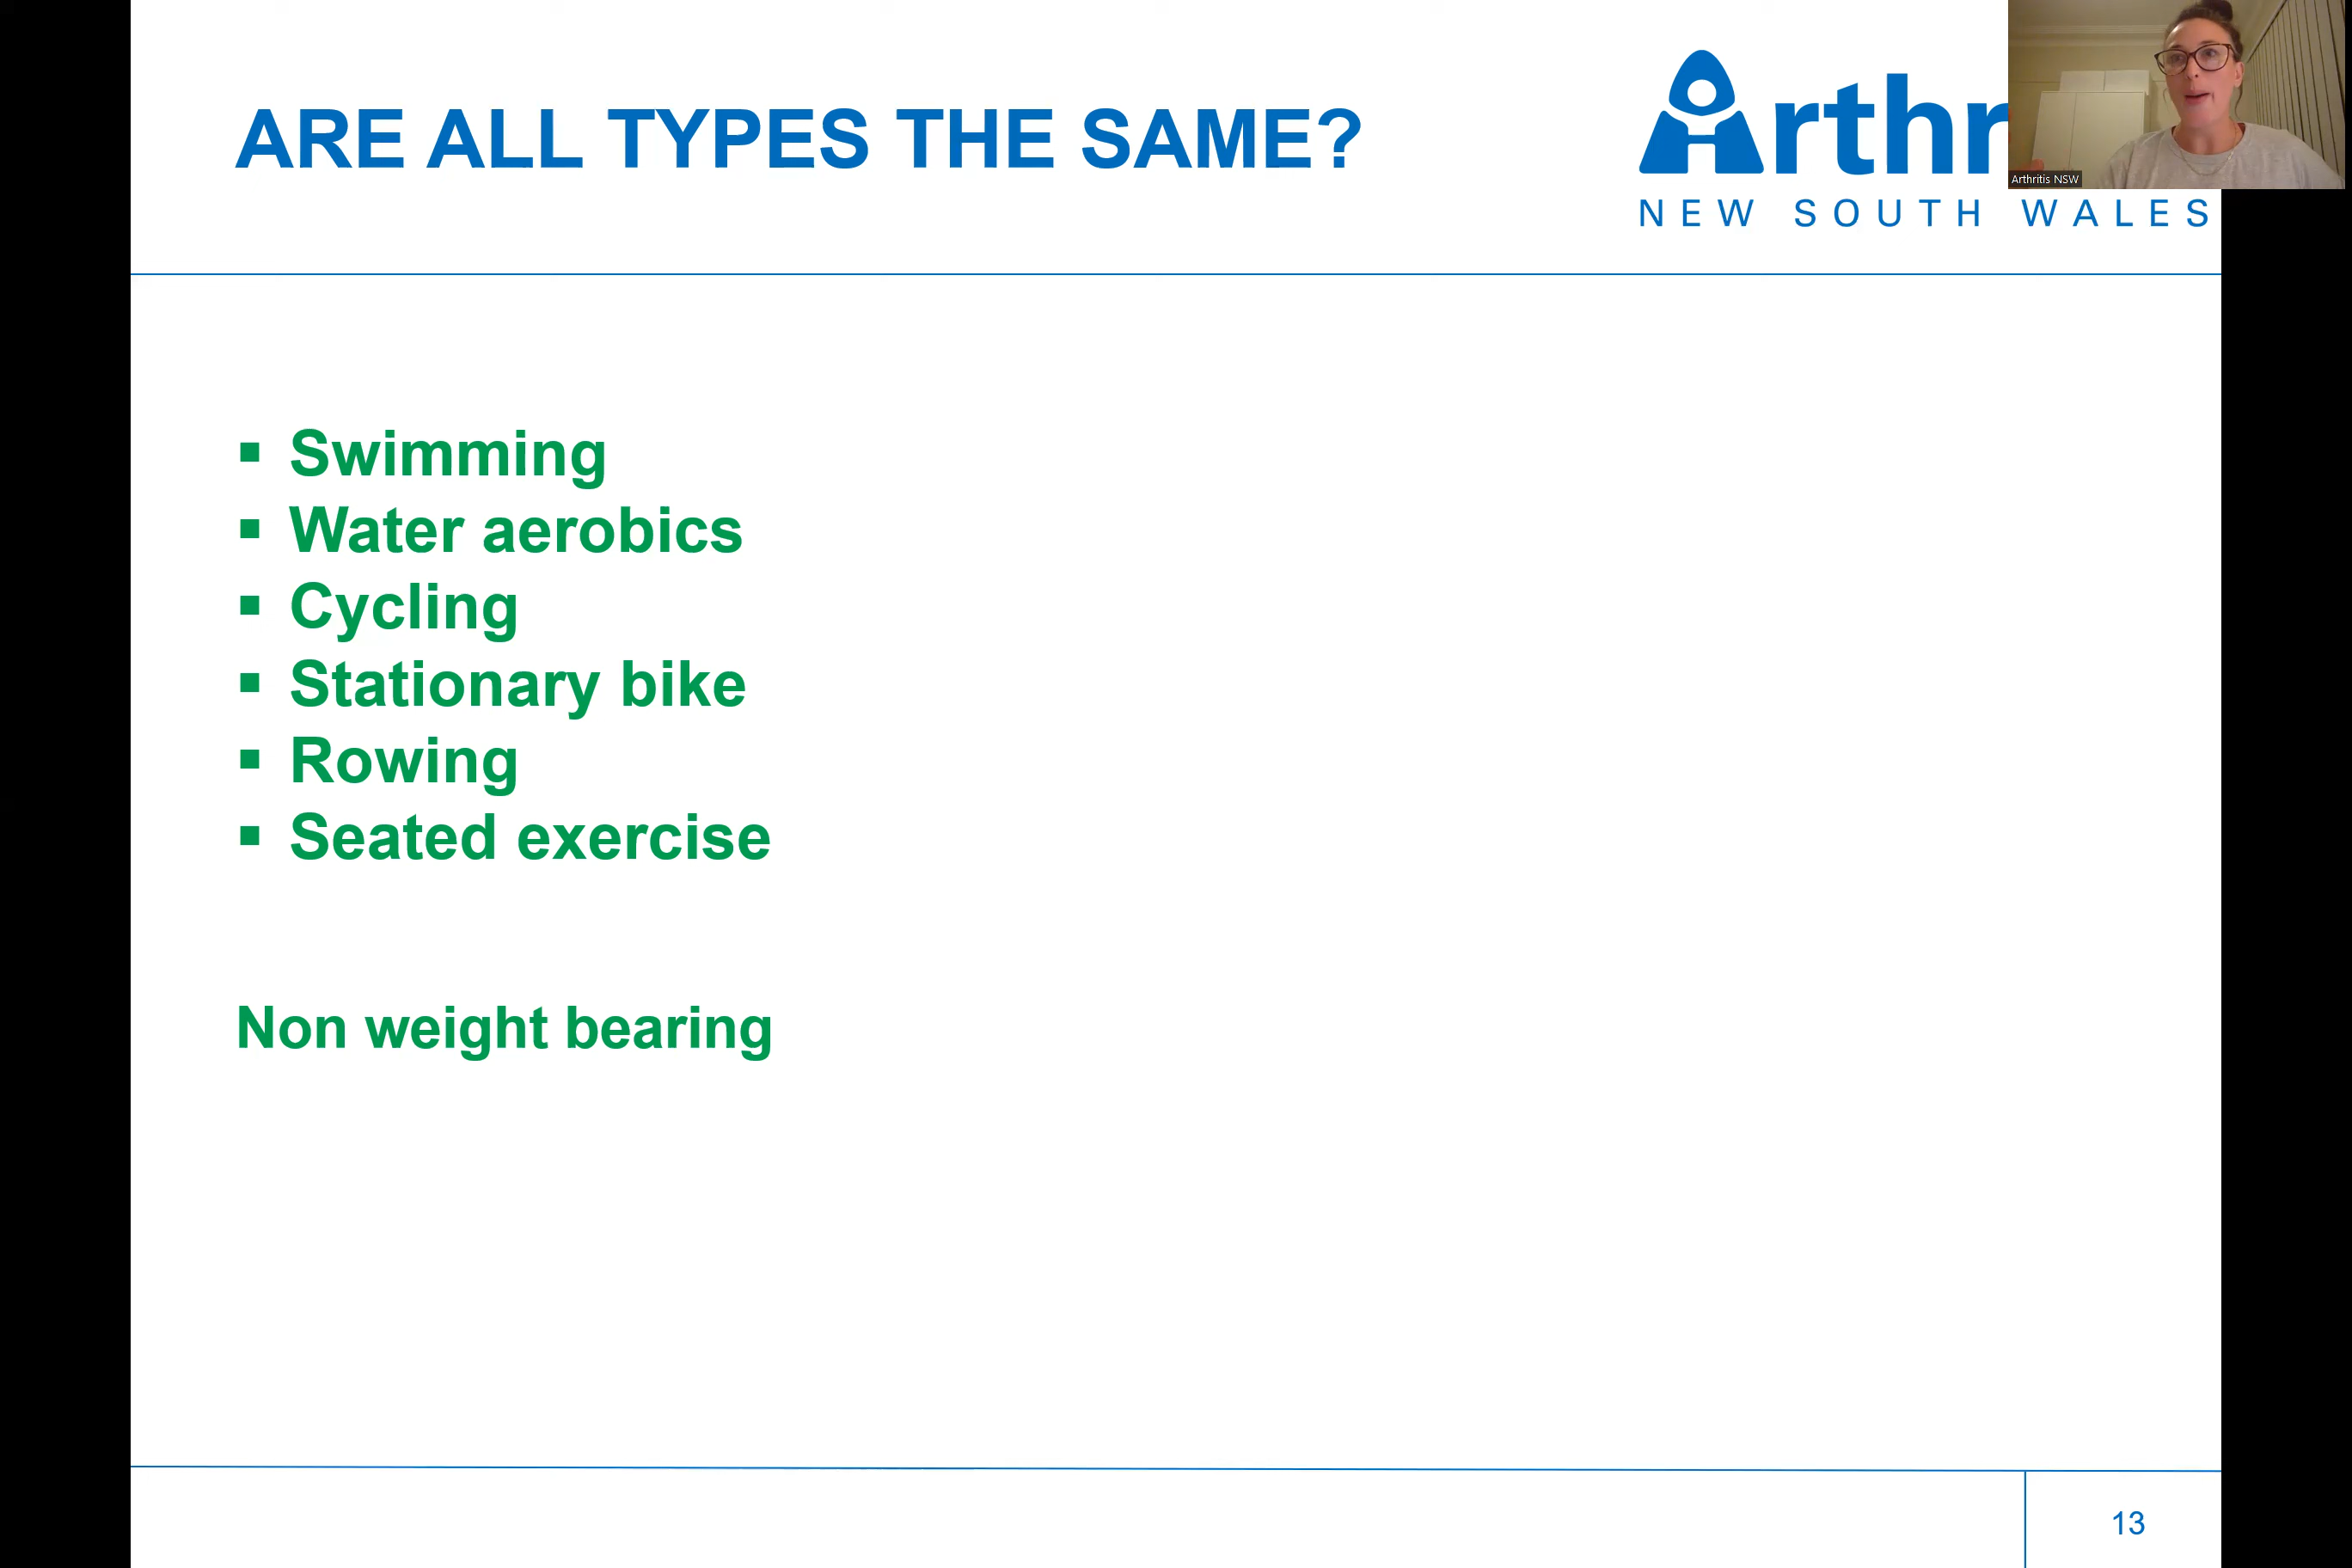 ARE ALL TYPES THE SAME?
Arthr
NEW SOUTH WALES
Arthritis NSW
▪ Swimming
▪ Water aerobics
▪ Cycling
▪ Stationary bike
▪ Rowing
▪ Seated exercise
Non weight bearing
13